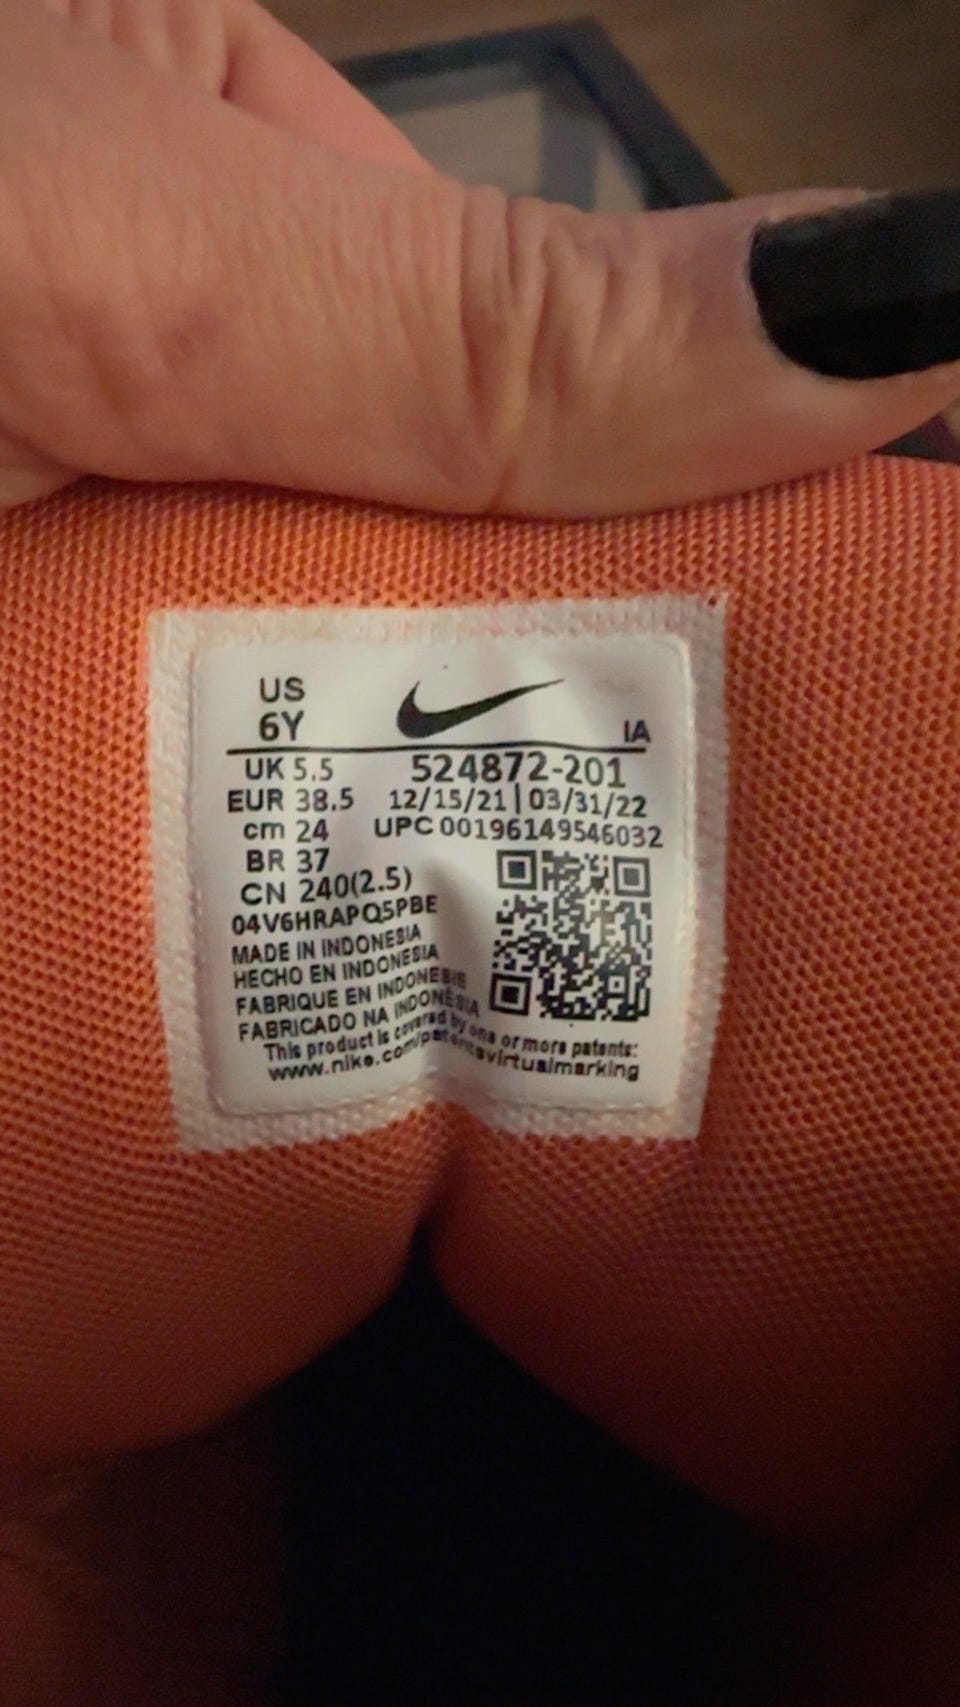 US
6Y
IA
UK 5.5
524872-201
EUR 38.5
12/15/21 | 03/31/22
cm 24
UPC 00196149546032
BR 37
CN 240(2.5)
04V6HRAPQ5PBE
MADE IN INDONESIA
HECHO EN INDONESIA
FABRIQUE EN INDONESIE
FABRICADO NA INDONÉSIA
This product is covered by one or more patents:
www.nike.com/patentsvirtualmarking